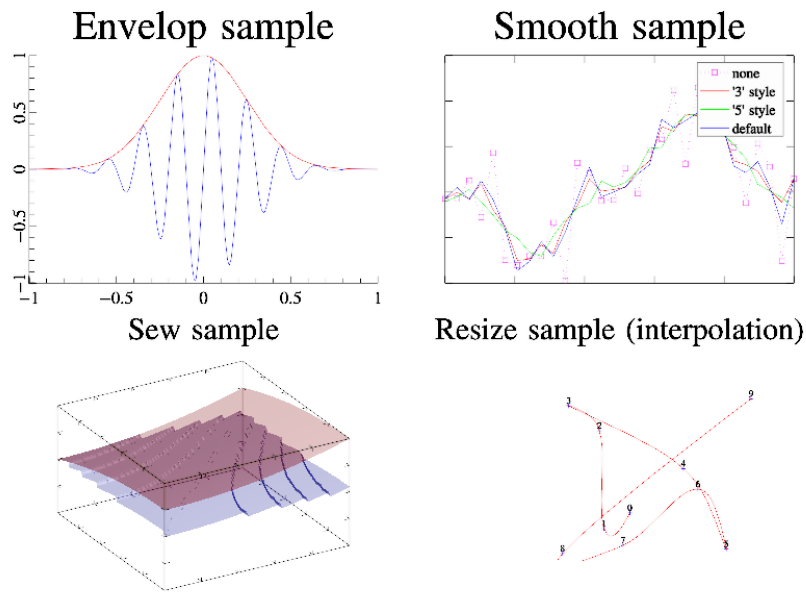 Envelop sample
Smooth sample
1
0.5
0
−0.5
−1
−1
−0.5
0
0.5
1
none
'3' style
'5' style
default
Sew sample
Resize sample (interpolation)
3
9
2
4
6
0
1
7
8
5